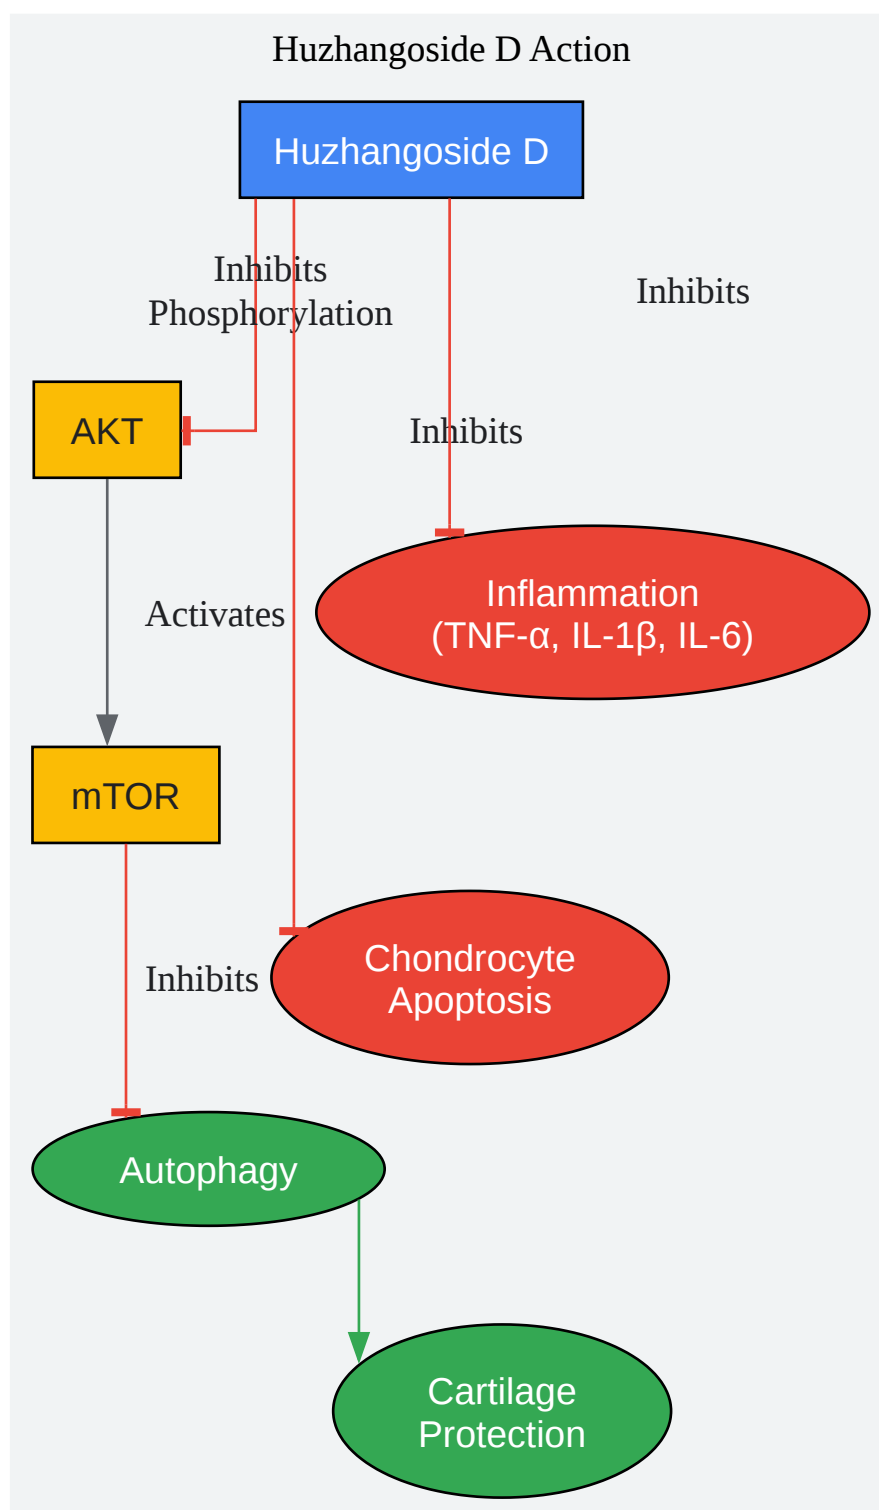 Huzhangoside D Action
Huzhangoside D
Inhibits
Phosphorylation
Inhibits
AKT
Inhibits
Inflammation
(TNF-α, IL-1β, IL-6)
Activates
mTOR
Chondrocyte
Apoptosis
Inhibits
Autophagy
Cartilage
Protection